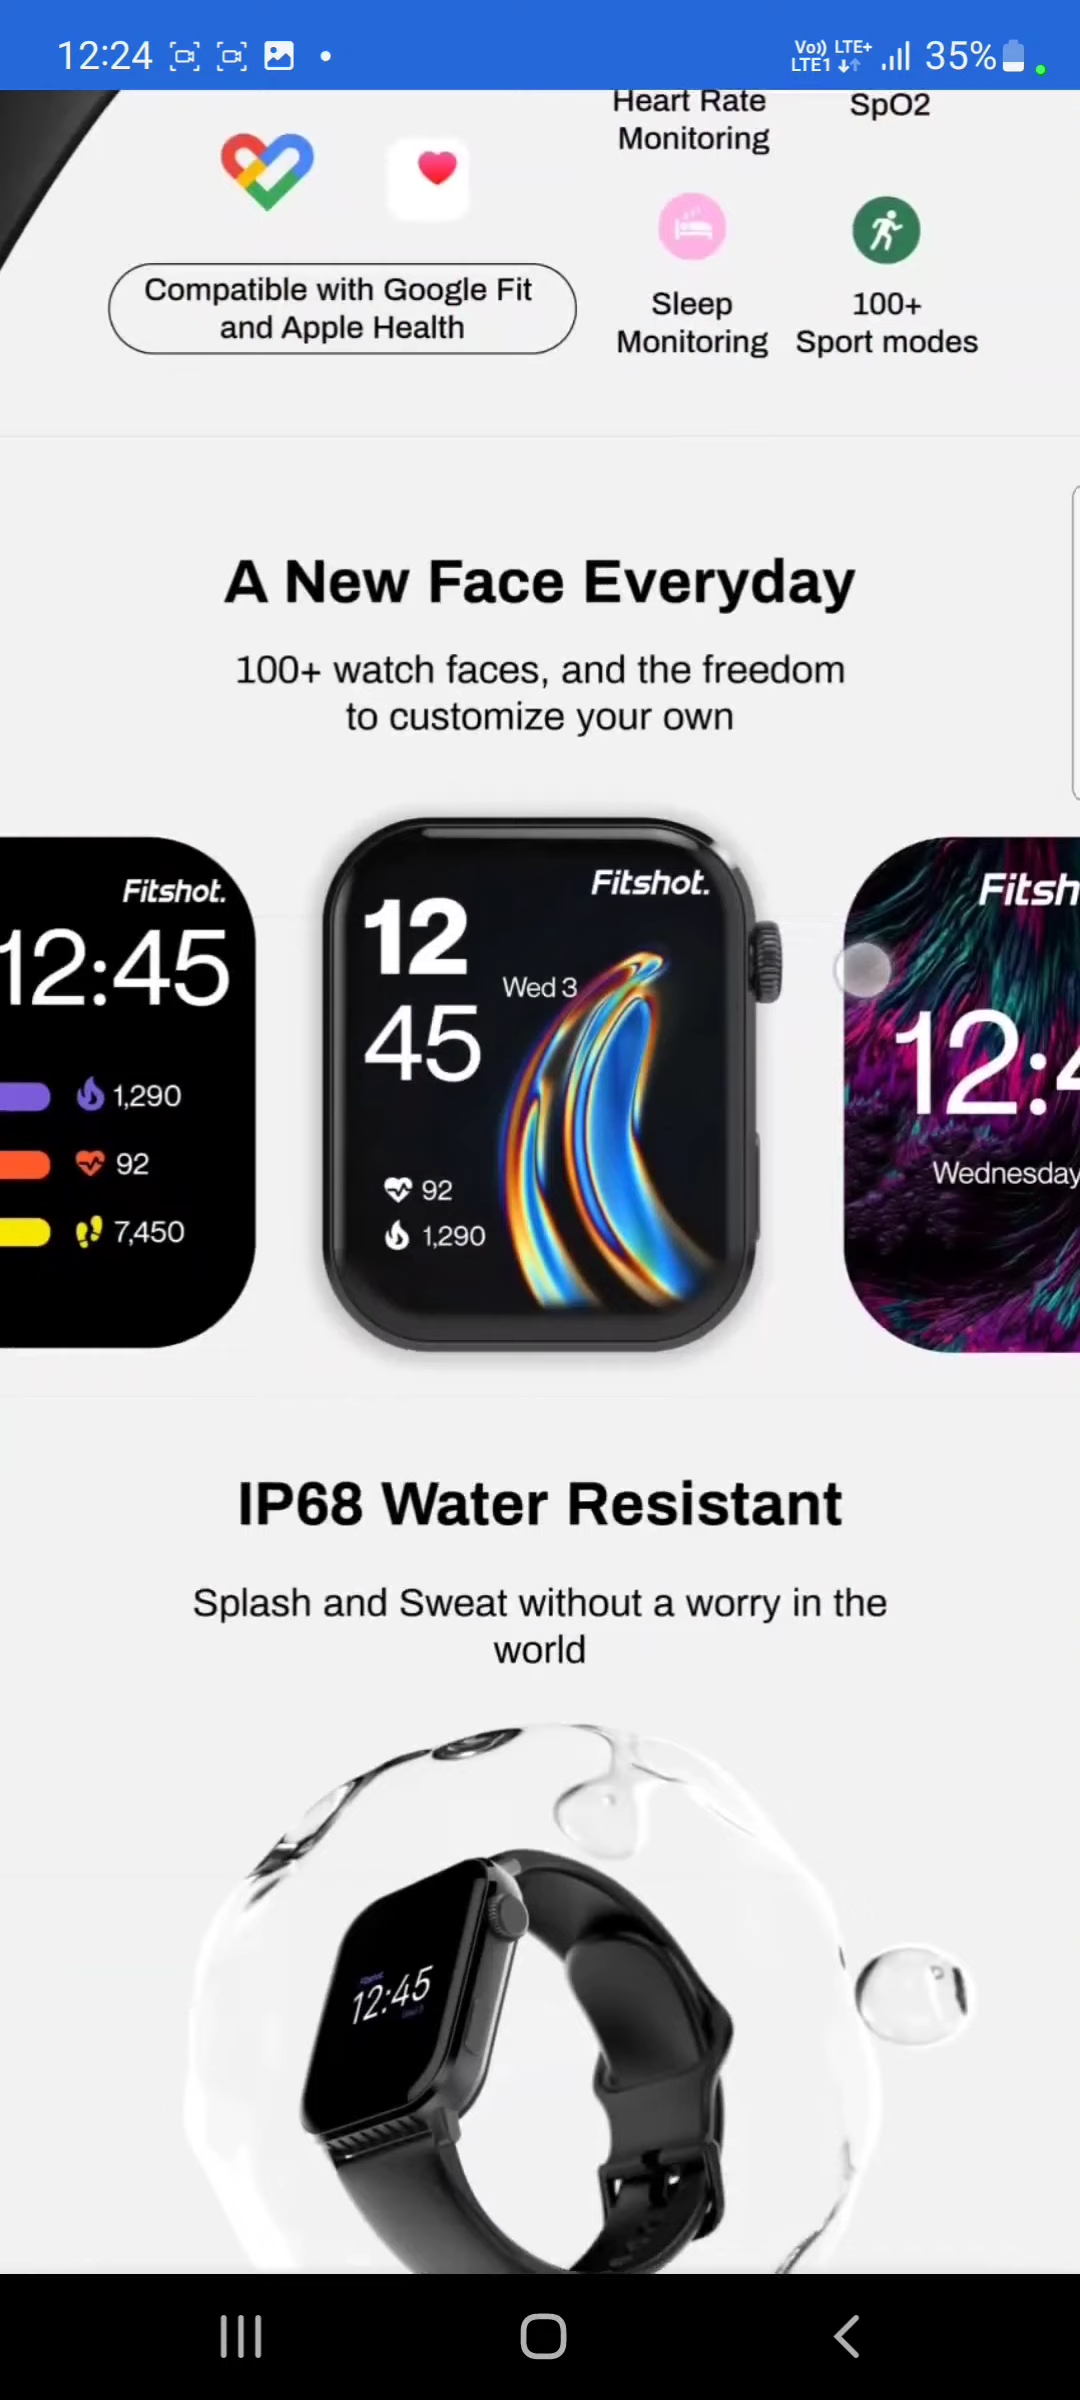 12:24
Vo)) LTE+
LTE1
35%
Heart Rate
Monitoring
SpO2
Compatible with Google Fit
and Apple Health
Sleep
Monitoring
100+
Sport modes
A New Face Everyday
100+ watch faces, and the freedom
to customize your own
Fitshot.
12:45
1,290
92
7,450
Fitshot.
12
45
Wed 3
92
1,290
Fitsh
12:4
Wednesday
IP68 Water Resistant
Splash and Sweat without a worry in the
world
12:45